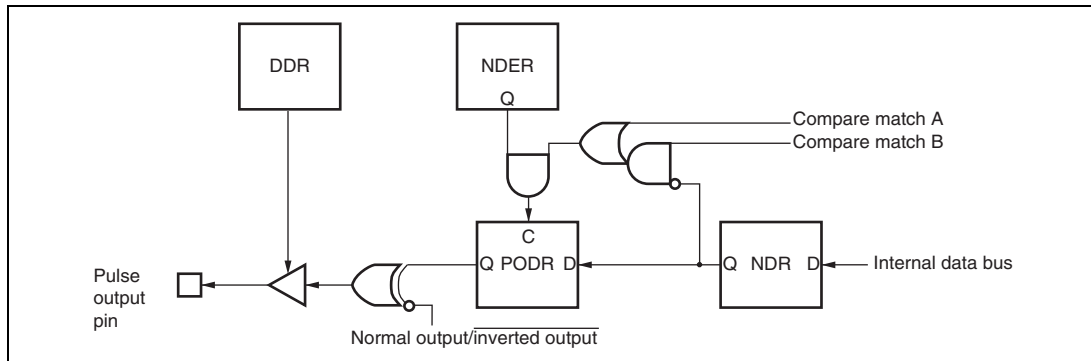 DDR
NDER
Q
Compare match A
Compare match B
C
Q PODR D
Q NDR D
Internal data bus
Pulse
output
pin
Normal output/inverted output